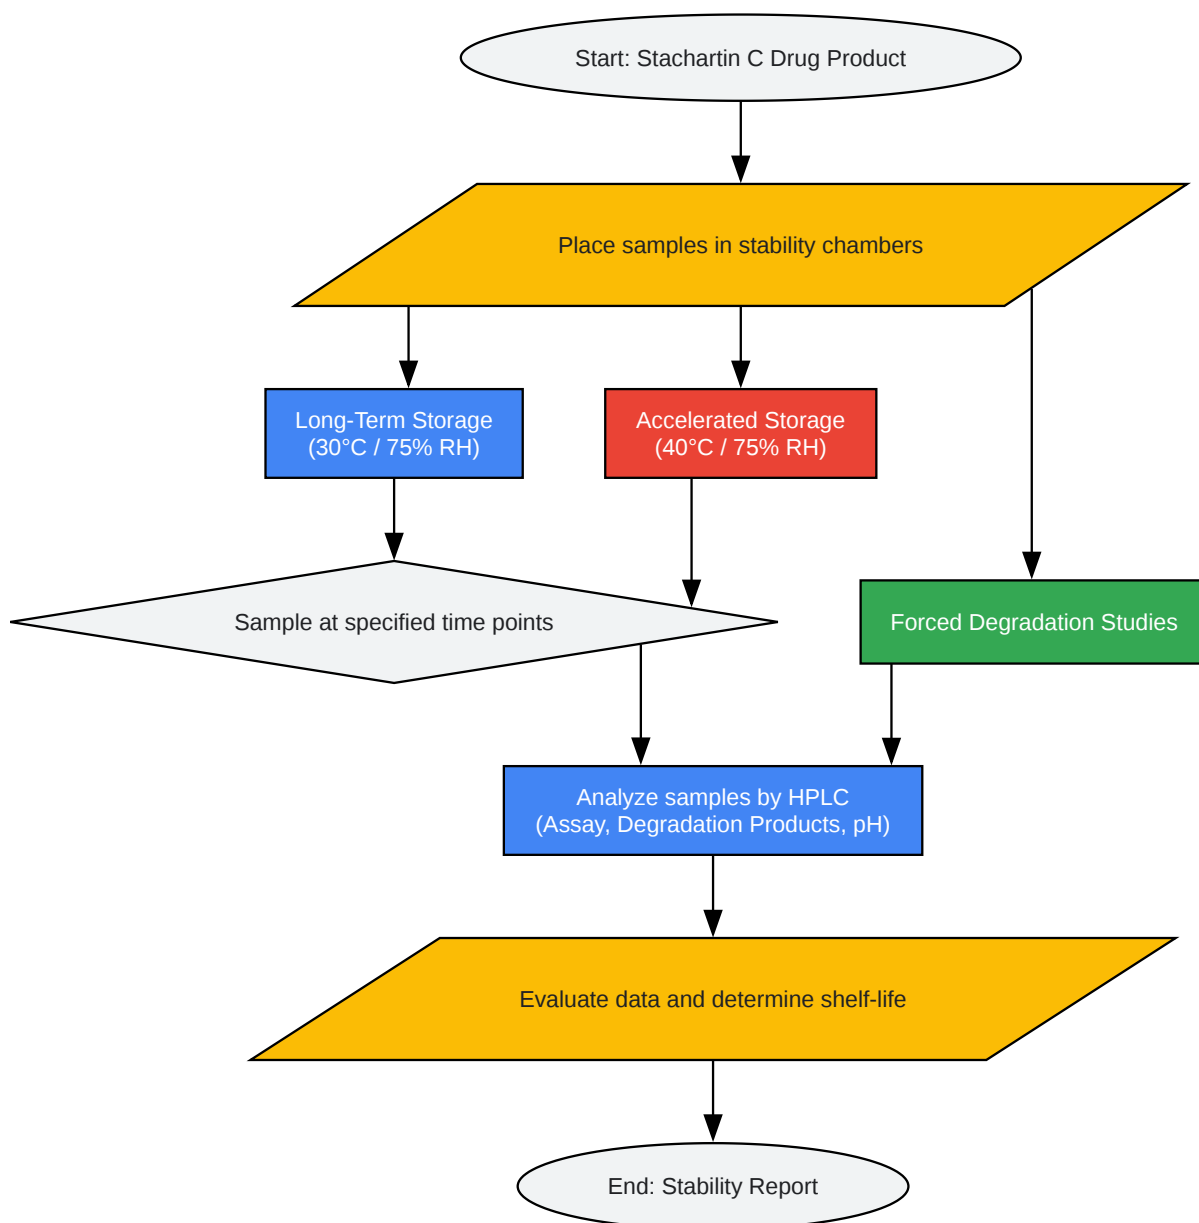 Start: Stachartin C Drug Product
Place samples in stability chambers
Long-Term Storage
(30°C / 75% RH)
Accelerated Storage
(40°C / 75% RH)
Sample at specified time points
Forced Degradation Studies
Analyze samples by HPLC
(Assay, Degradation Products, pH)
Evaluate data and determine shelf-life
End: Stability Report